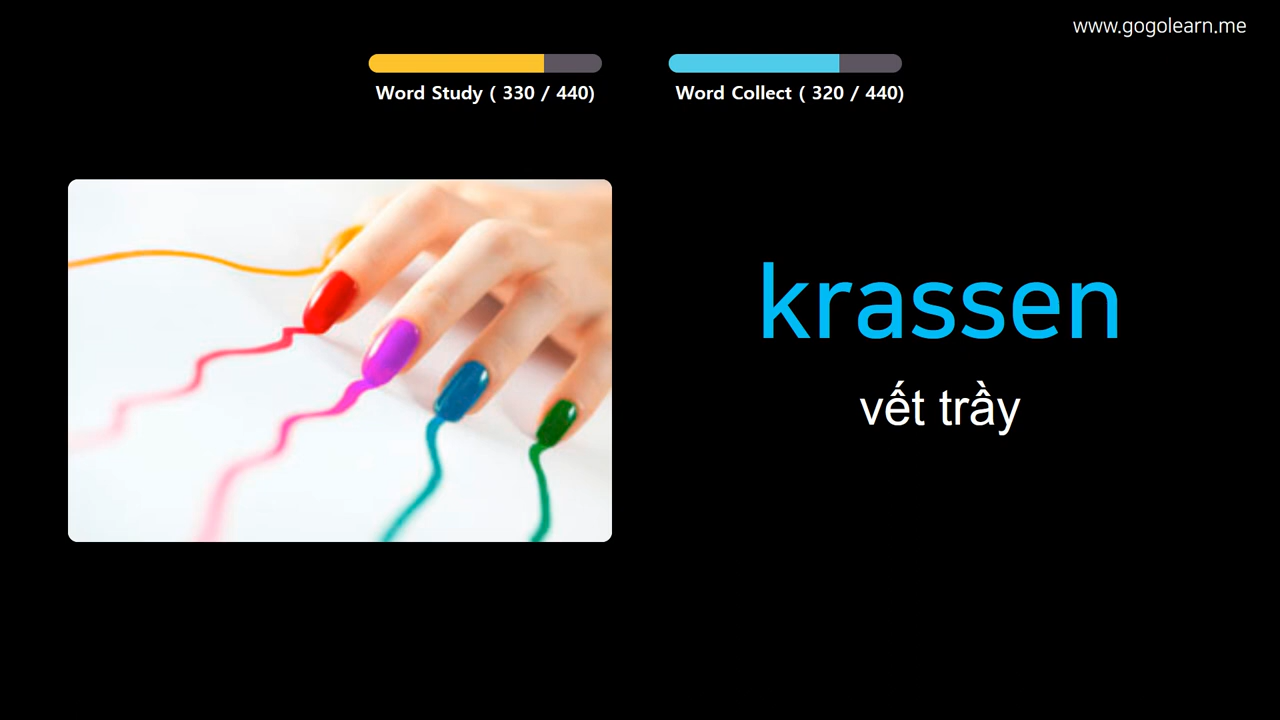 www.gogolearn.me
Word Study ( 330 / 440)
Word Collect ( 320 / 440)
krassen
vết trầy